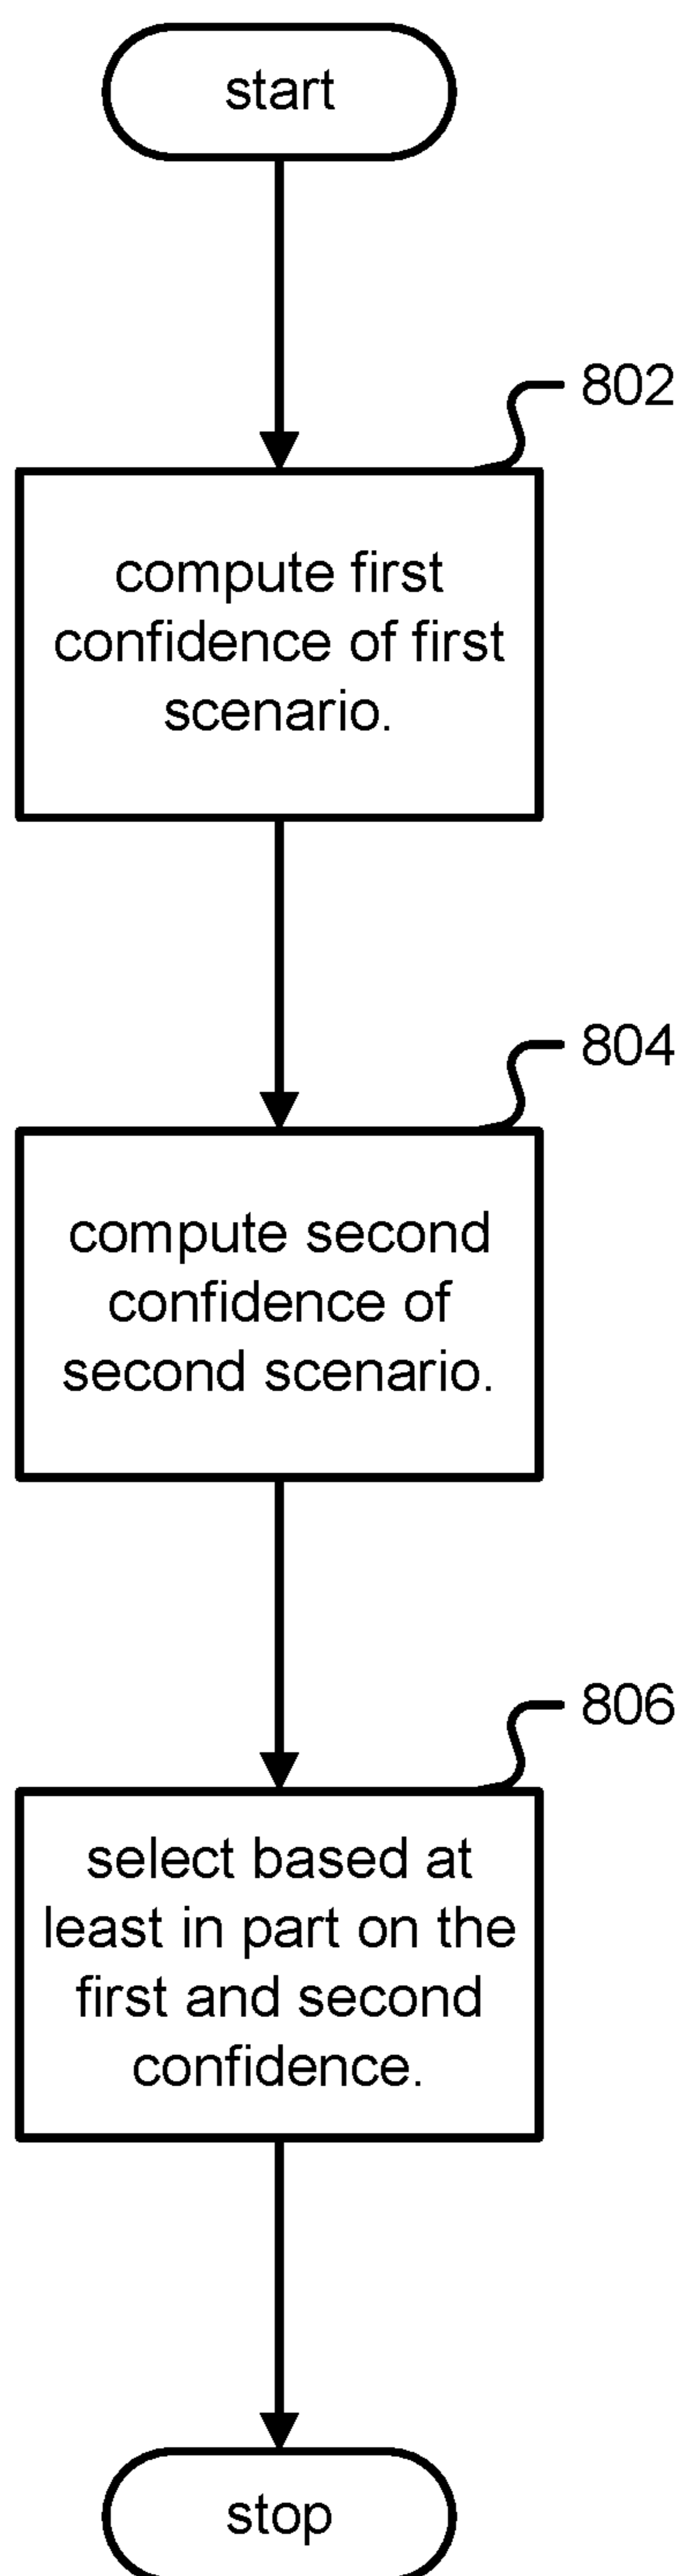 start
802
compute first
confidence of first
scenario.
804
compute second
confidence of
second scenario.
806
select based at
least in part on the
first and second
confidence.
stop